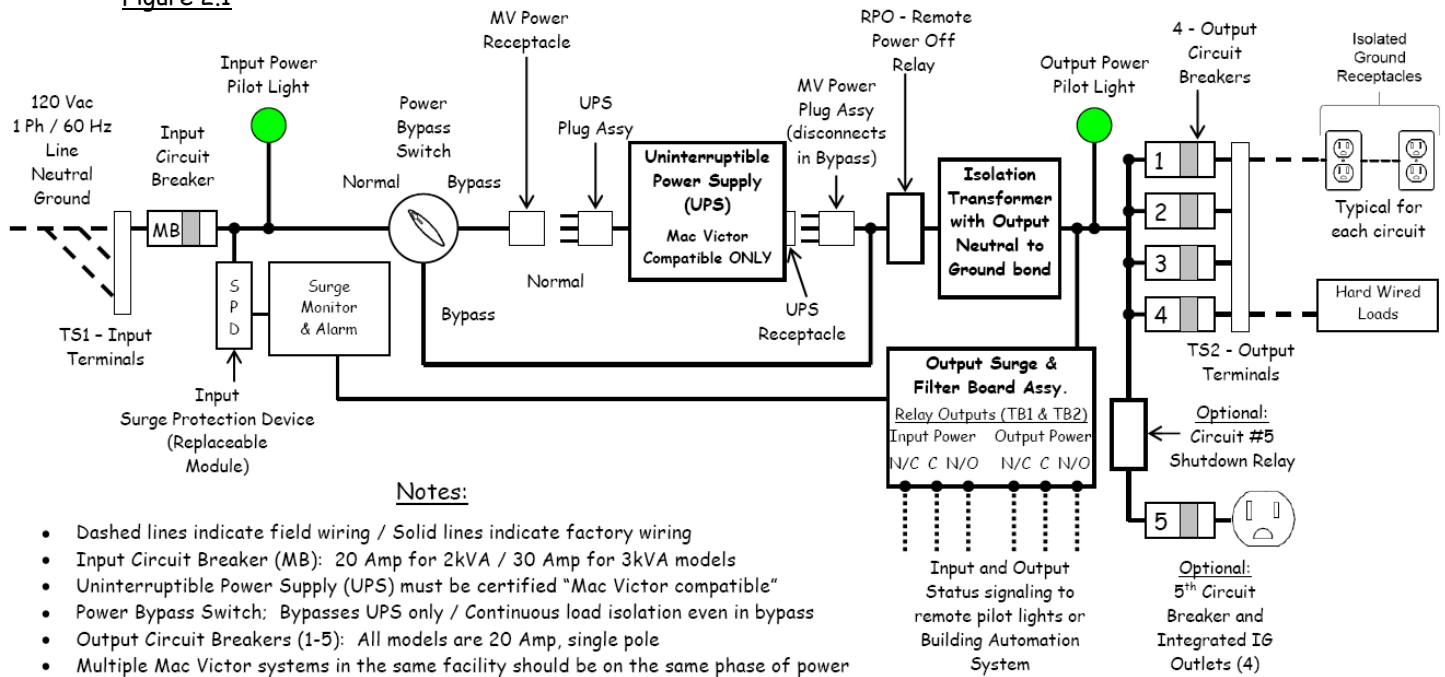 Figure 2.1
MV Power
Receptacle
RPO - Remote
Power Off
Relay
4 - Output
Circuit
Breakers
Isolated
Ground
Receptacles
Input Power
Pilot Light
Output Power
Pilot Light
120 Vac
1 Ph / 60 Hz
Line
Neutral
Ground
Input
Circuit
Breaker
Power
Bypass
Switch
UPS
Plug Assy
MV Power
Plug Assy
(disconnects
in Bypass)
Normal
Bypass
Uninterruptible
Power Supply
(UPS)
Mac Victor
Compatible ONLY
Isolation
Transformer
with Output
Neutral to
Ground bond
1
2
3
4
Typical for
each circuit
MB
S
P
D
Surge
Monitor
& Alarm
Normal
Bypass
UPS
Receptacle
Hard Wired
Loads
TS1 - Input
Terminals
TS2 - Output
Terminals
Input
Surge Protection Device
(Replaceable
Module)
Output Surge &
Filter Board Assy.
Relay Outputs (TB1 & TB2)
Input Power Output Power
N/C C N/O N/C C N/O
Optional:
Circuit #5
Shutdown Relay
5
Input and Output
Status signaling to
remote pilot lights or
Building Automation
System
Optional:
5th Circuit
Breaker and
Integrated IG
Outlets (4)
Notes:
• Dashed lines indicate field wiring / Solid lines indicate factory wiring
• Input Circuit Breaker (MB): 20 Amp for 2kVA / 30 Amp for 3kVA models
• Uninterruptible Power Supply (UPS) must be certified “Mac Victor compatible”
• Power Bypass Switch; Bypasses UPS only / Continuous load isolation even in bypass
• Output Circuit Breakers (1-5): All models are 20 Amp, single pole
• Multiple Mac Victor systems in the same facility should be on the same phase of power